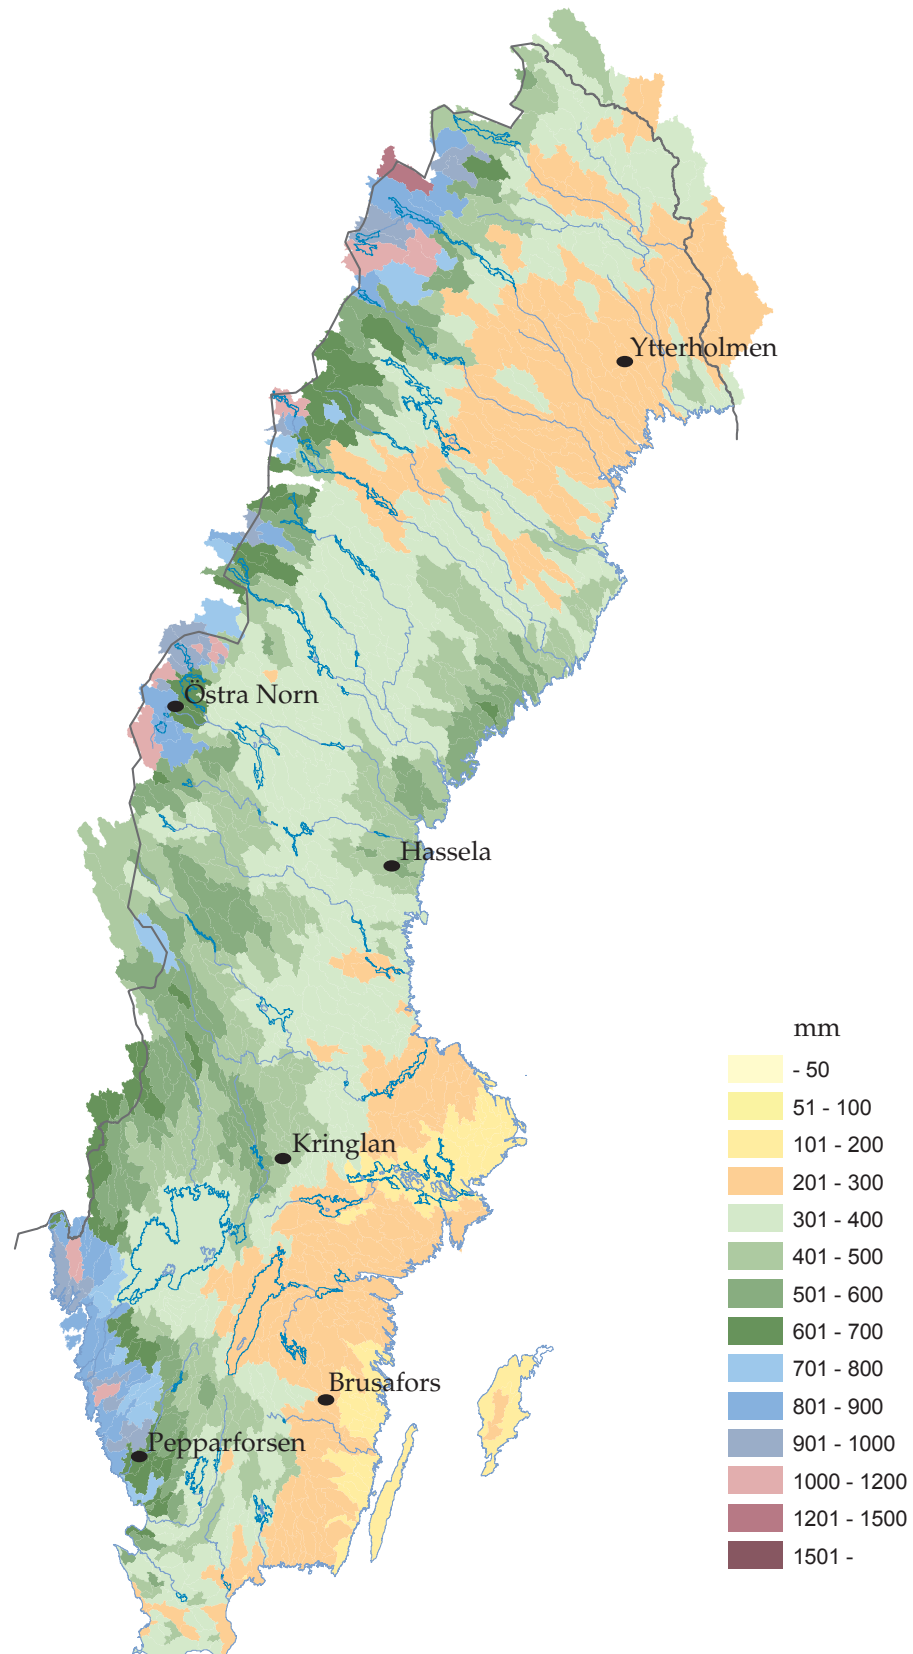 Ytterholmen
Östra Norn
Hassela
mm
- 50
51 - 100
Kringlan
101 - 200
201 - 300
301 - 400
401 - 500
501 - 600
601 - 700
701 - 800
Brusafors
801 - 900
Pepparforsen
901 - 1000
1000 - 1200
1201 - 1500
1501 -